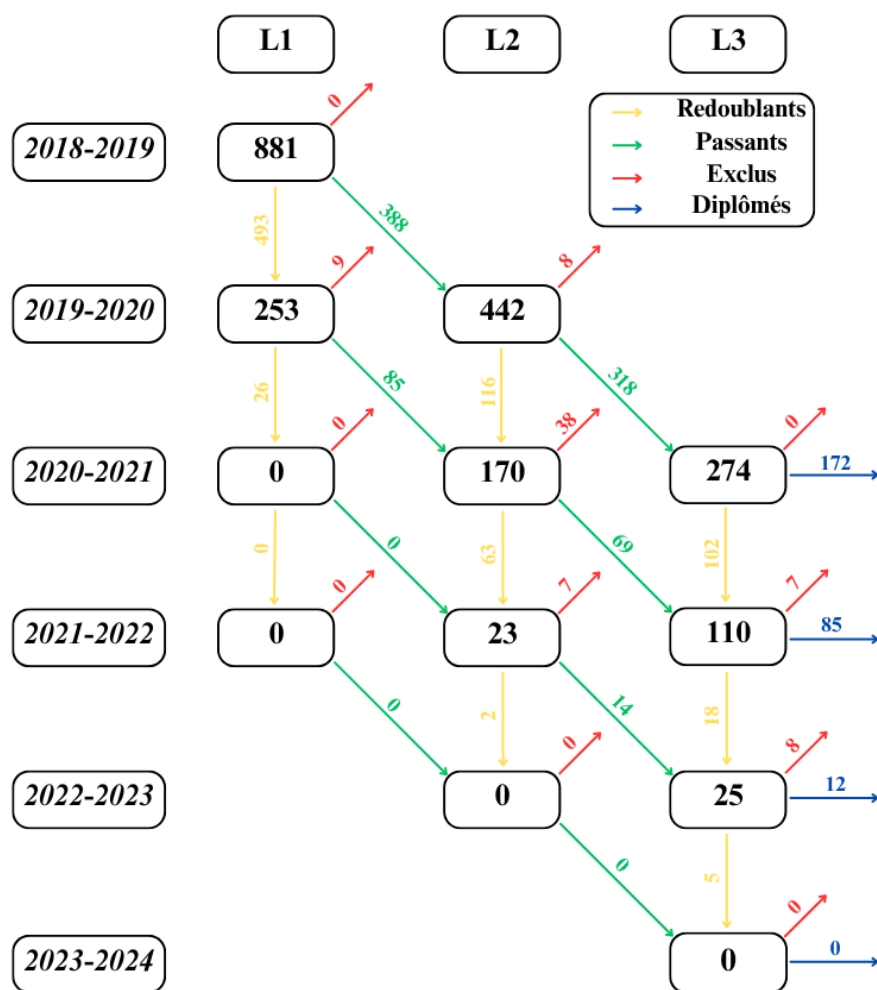 L1 L2 L3
Redoublants
Passants
Exclus
Diplômés
2018-2019 881 0
493 388
2019-2020 253 9 442 8
26 85 116 318
2020-2021 0 0 170 38 274 0 172
0 0 63 69 102
2021-2022 0 0 23 7 110 7 85
0 2 14 18
2022-2023 0 0 25 8 12
0 5
2023-2024 0 0 0